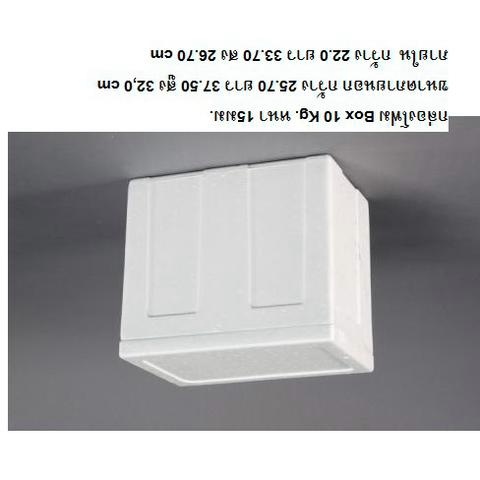 กล่องโฟม Box 10 Kg. หนา 15มม.
ขนาดภายนอก กว้าง 25.70 ยาว 37.50 สูง 32,0 cm
ภายใน กว้าง 22.0 ยาว 33.70 สูง 26.70 cm